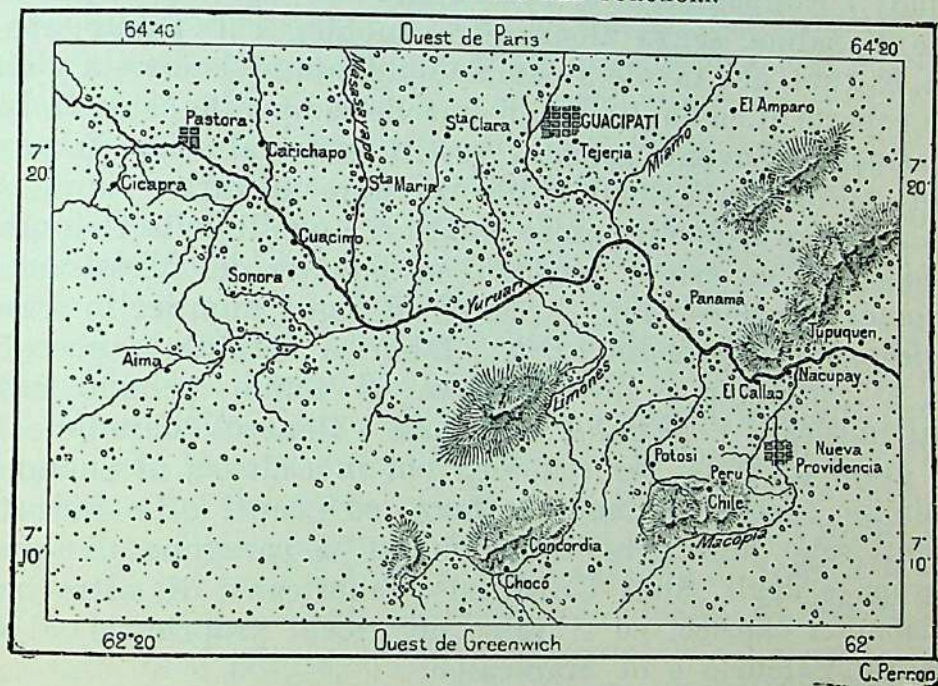 64°40' Ouest de Paris 64°20
El Amparo
Pastora
Sta Clara
GUACIPATI
Massarapo
Carichapo
Tejeria
Miamo
7°
20'
7°
20'
Cicapra
Sta Maria
Cuacimo
Sonora
Yuruari
Panamá
Jupuquen
Aima
Limones
El Callao
Nacupay
Potosi
Nueva
Providencia
Peru
Chile
Macopia
7°
10'
7°
10'
Concordia
Choco
62°20 Ouest de Greenwich 62°
C. Perron